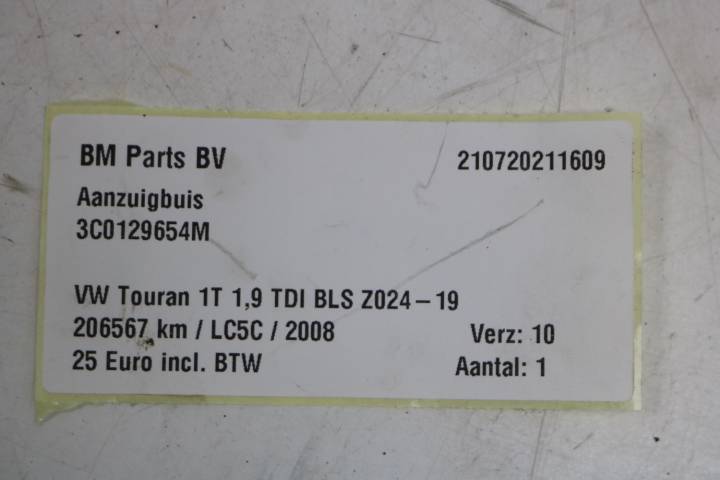 BM Parts BV 210720211609
Aanzuigbuis
3C0129654M
VW Touran 1T 1,9 TDI BLS Z024-19
206567 km / LC5C / 2008 Verz: 10
25 Euro incl. BTW Aantal: 1